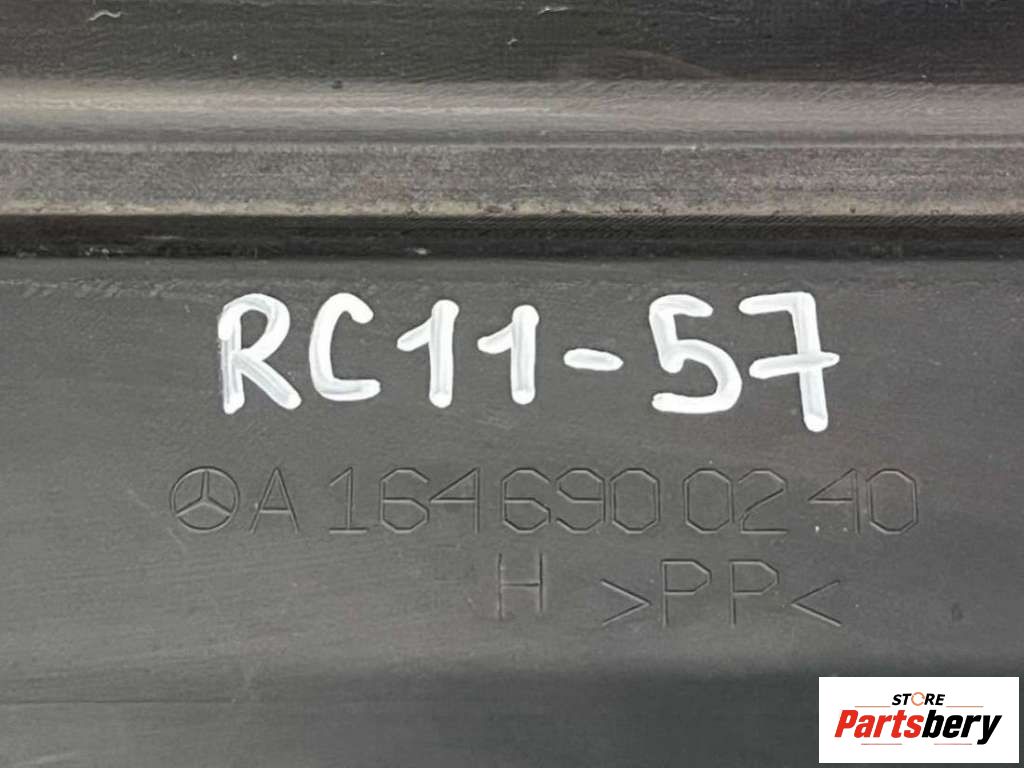 RC11-57
A 164 690 02 40
H >PP<
STORE
Partsbery